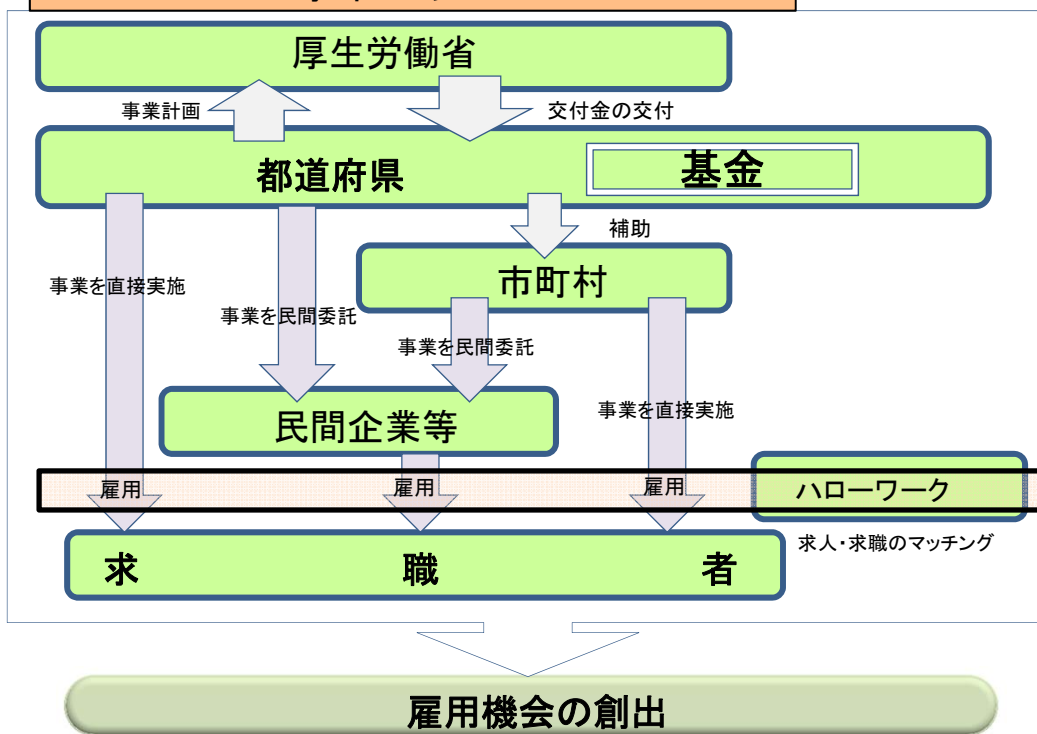 厚生労働省
事業計画
交付金の交付
都道府県
基金
補助
市町村
事業を直接実施
事業を民間委託
事業を民間委託
民間企業等
事業を直接実施
雇用
雇用
雇用
ハローワーク
求人・求職のマッチング
求職者
雇用機会の創出